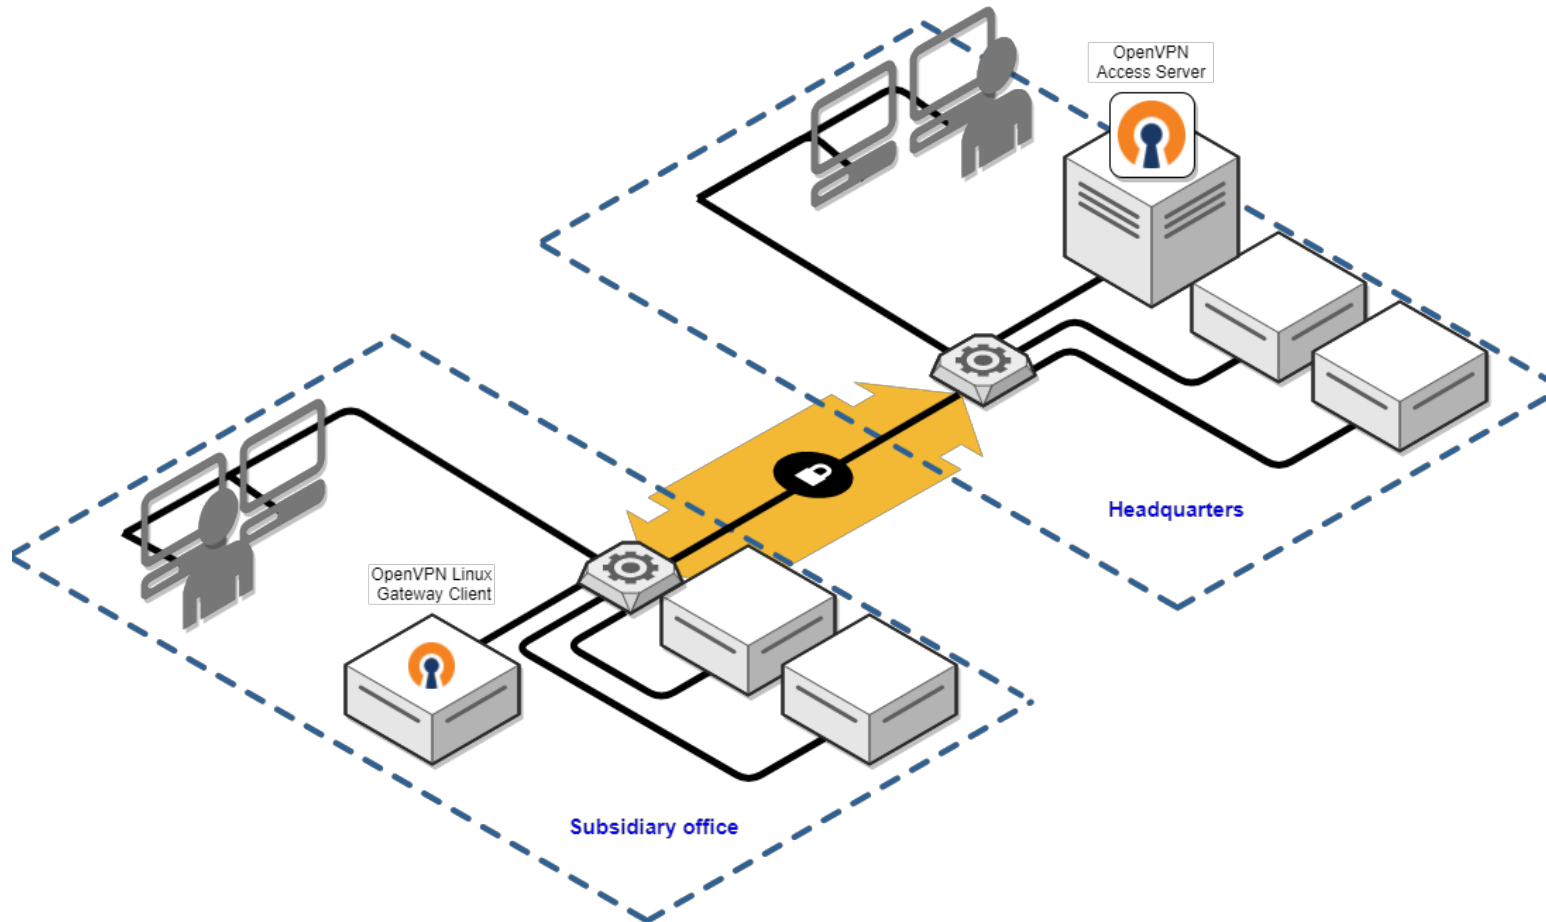 OpenVPN
Access Server
Headquarters
OpenVPN Linux
Gateway Client
Subsidiary office